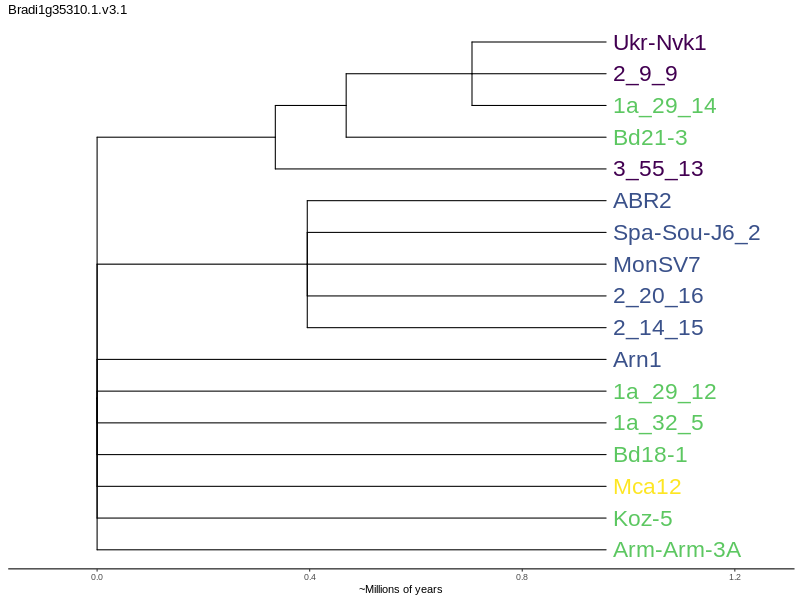 Bradi1g35310.1.v3.1
Ukr-Nvk1
2_9_9
1a_29_14
Bd21-3
3_55_13
ABR2
Spa-Sou-J6_2
MonSV7
2_20_16
2_14_15
Arn1
1a_29_12
1a_32_5
Bd18-1
Mca12
Koz-5
Arm-Arm-3A
0.0 0.4 0.8 1.2
~Millions of years